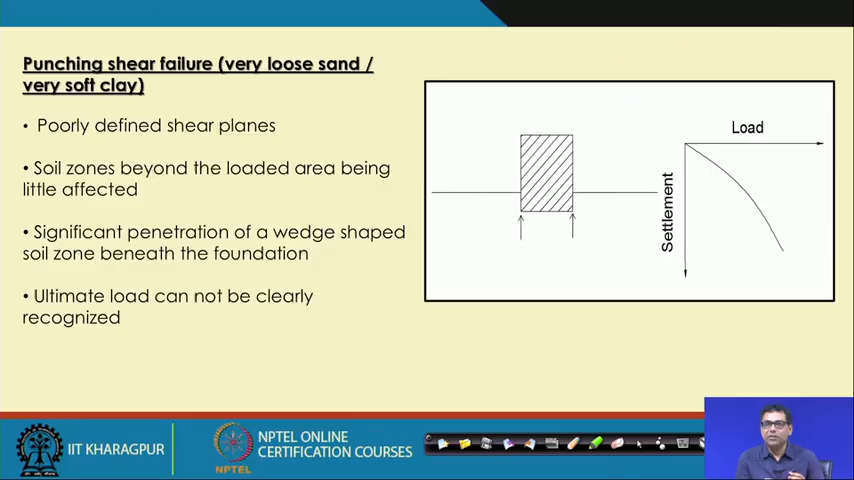 Punching shear failure (very loose sand /
very soft clay)
• Poorly defined shear planes
• Soil zones beyond the loaded area being
little affected
• Significant penetration of a wedge shaped
soil zone beneath the foundation
• Ultimate load can not be clearly
recognized
Load
Settlement
IIT KHARAGPUR
NPTEL
NPTEL ONLINE
CERTIFICATION COURSES